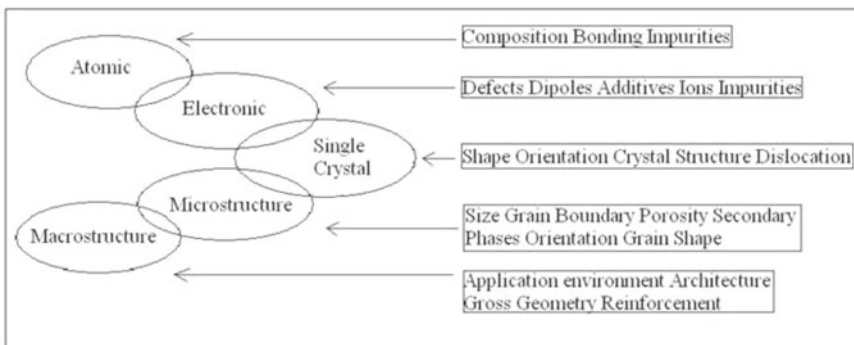 Atomic
Composition Bonding Impurities
Electronic
Defects Dipoles Additives Ions Impurities
Single
Crystal
Shape Orientation Crystal Structure Dislocation
Microstructure
Size Grain Boundary Porosity Secondary
Phases Orientation Grain Shape
Macrostructure
Application environment Architecture
Gross Geometry Reinforcement